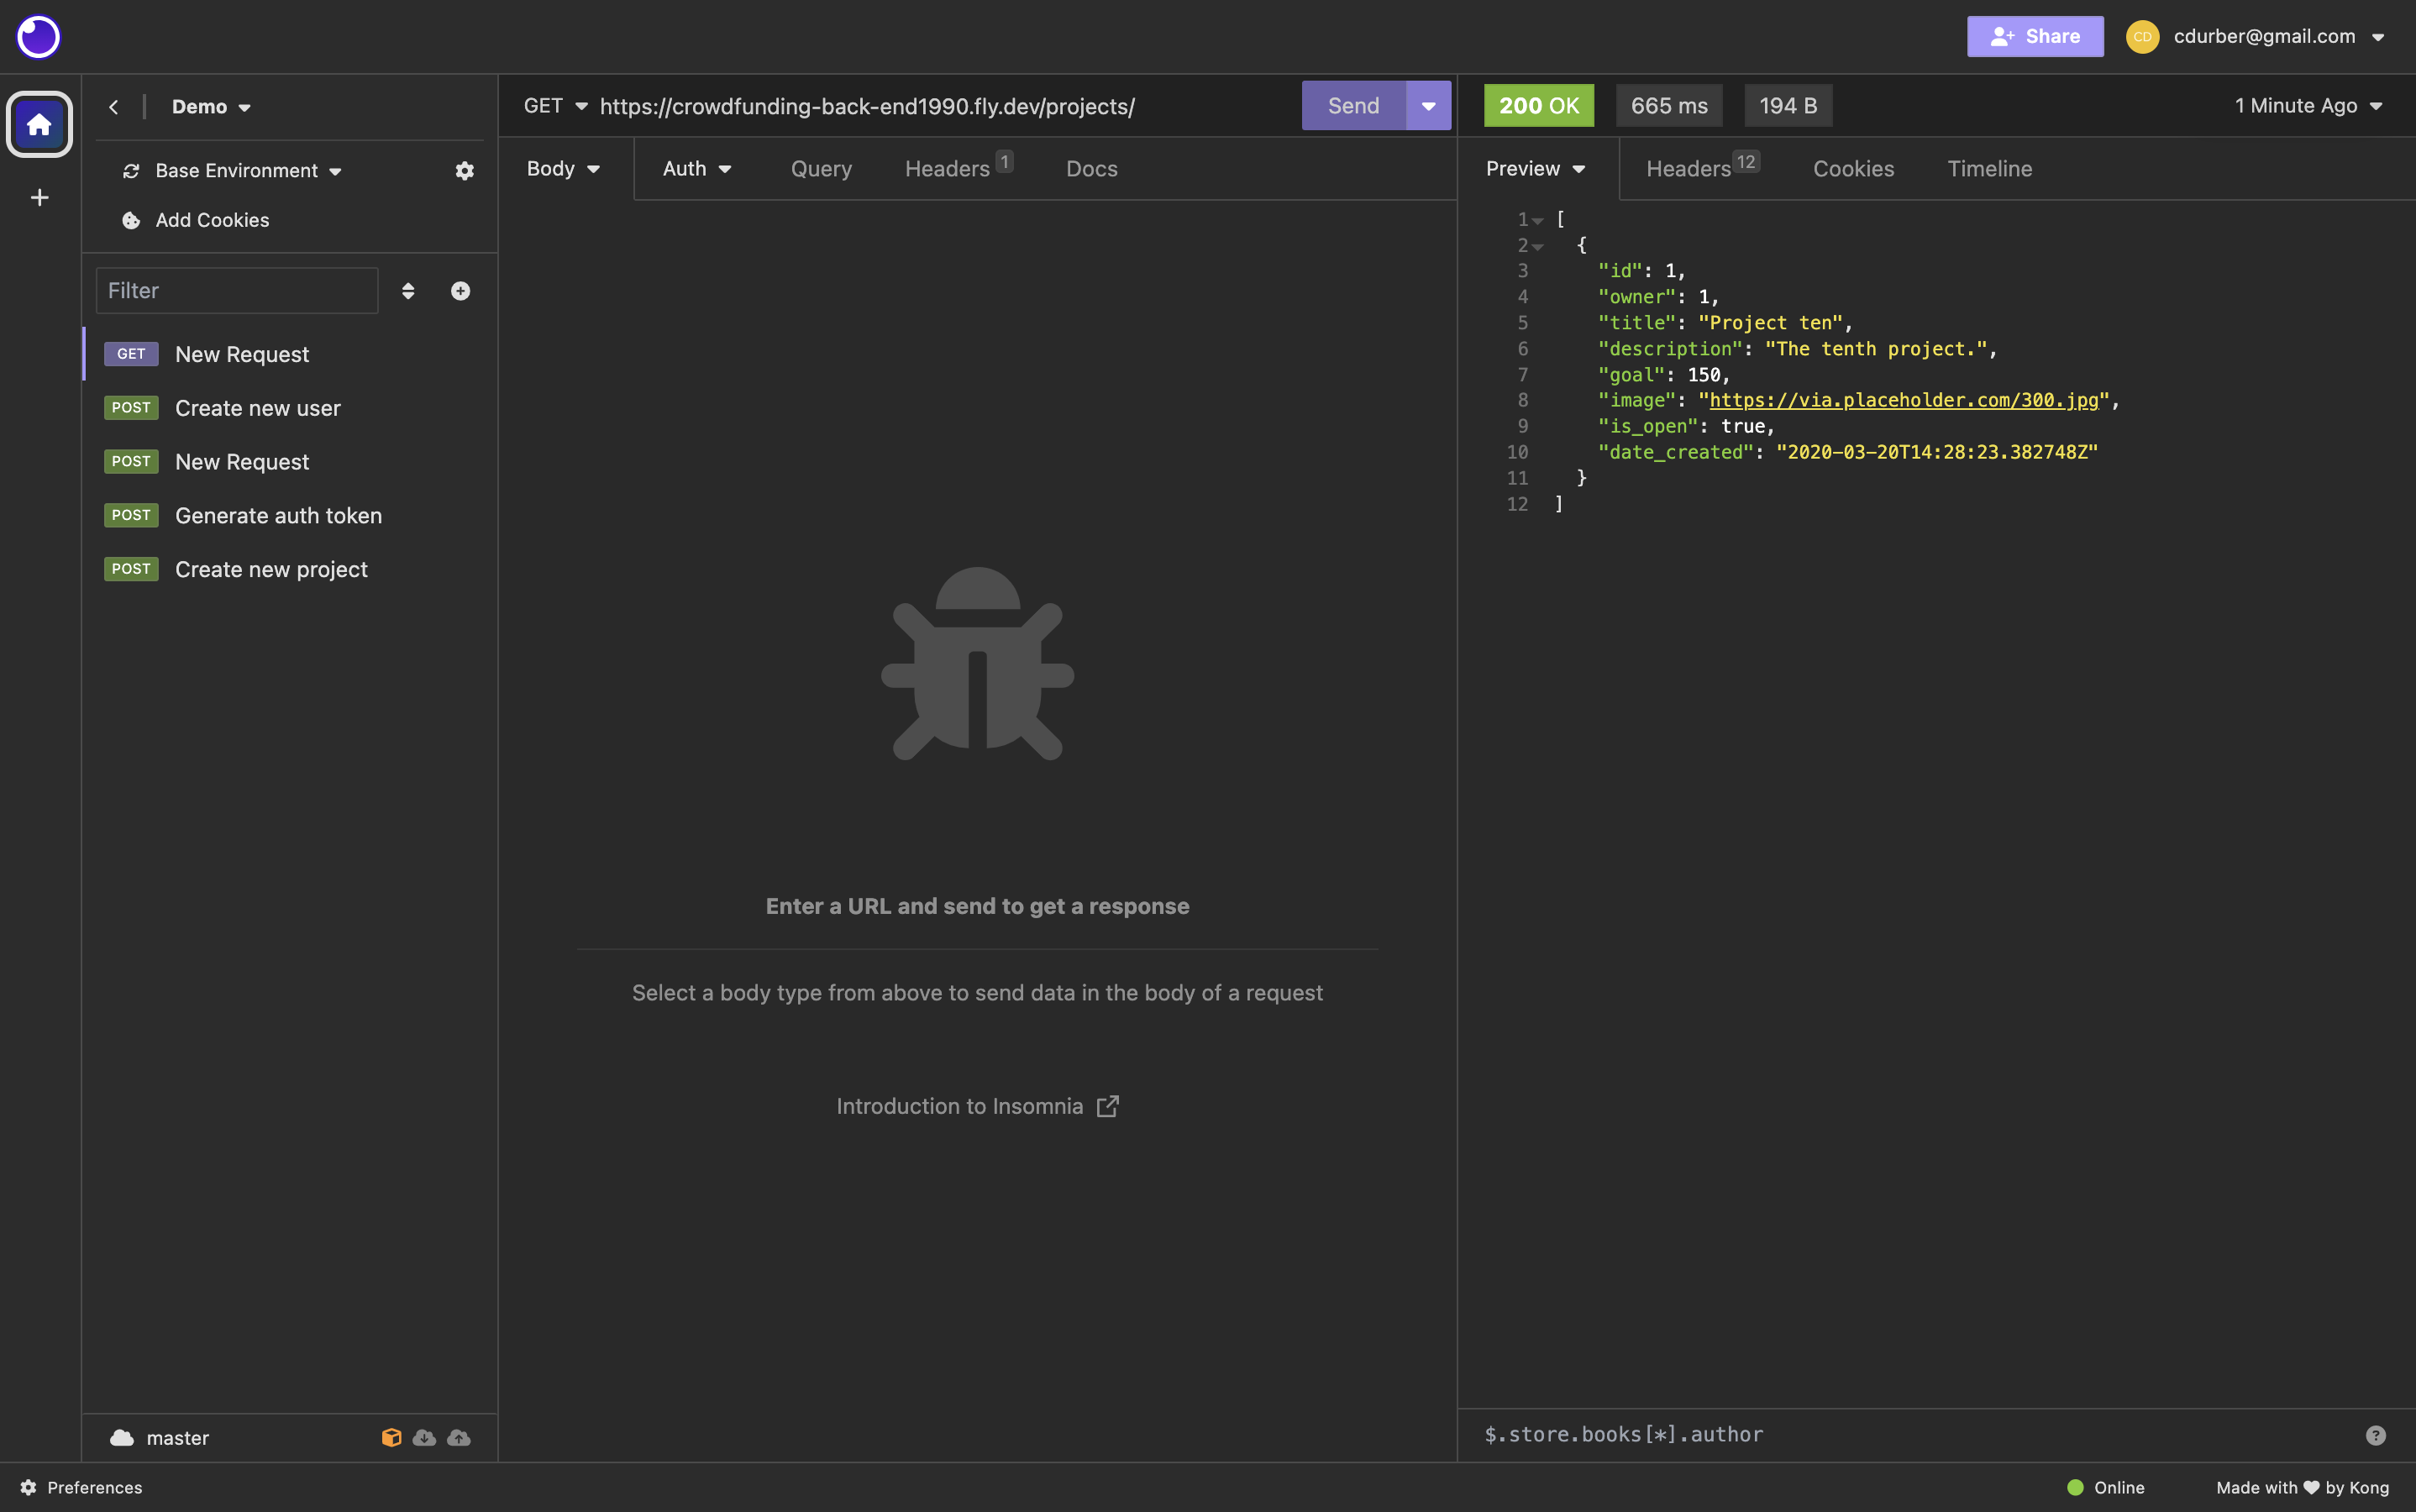 Share
CD
cdurber@gmail.com
Demo
Base Environment
Add Cookies
Filter
GET New Request
POST Create new user
POST New Request
POST Generate auth token
POST Create new project
master
GET https://crowdfunding-back-end1990.fly.dev/projects/ Send
Body Auth Query Headers 1 Docs
Enter a URL and send to get a response
Select a body type from above to send data in the body of a request
Introduction to Insomnia
200 OK 665 ms 194 B 1 Minute Ago
Preview Headers 12 Cookies Timeline
1 [
2 {
3 "id": 1,
4 "owner": 1,
5 "title": "Project ten",
6 "description": "The tenth project.",
7 "goal": 150,
8 "image": "https://via.placeholder.com/300.jpg",
9 "is_open": true,
10 "date_created": "2020-03-20T14:28:23.382748Z"
11 }
12 ]
$.store.books[*].author
?
Preferences
Online
Made with ♥ by Kong